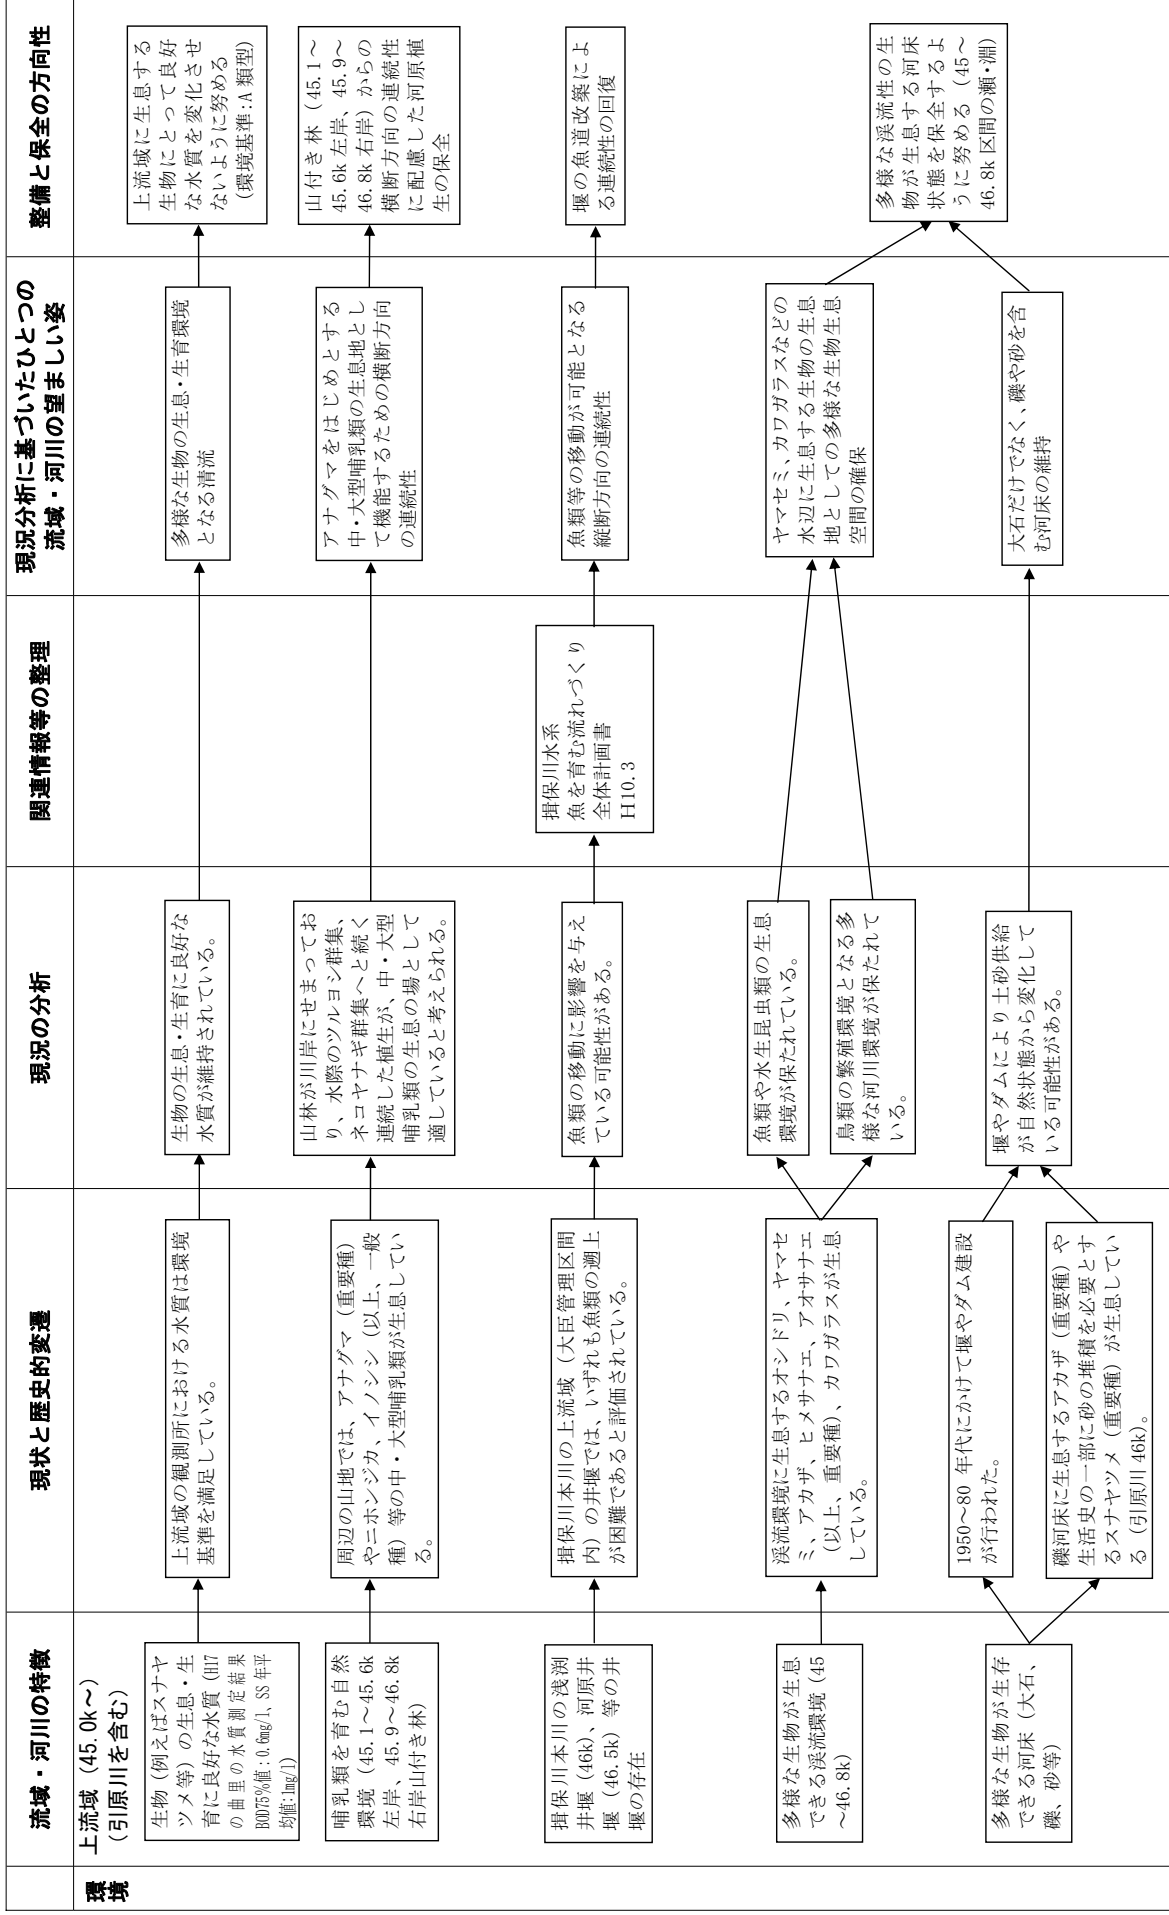 環
境
流域・河川の特徴
現状と歴史的変遷
現況の分析
関連情報等の整理
現況分析に基づいたひとつの
流域・河川の望ましい姿
整備と保全の方向性
上流域（45.0k～）
（引原川を含む）
生物（例えばスナヤ
ツメ等）の生息・生
育に良好な水質（H17
の曲里の水質測定結果
BOD75%値：0.6mg/l、SS 年平
均値：1mg/l）
上流域の観測所における水質は環境
基準を満足している。
生物の生息・生育に良好な
水質が維持されている。
多様な生物の生息・生育環境
となる清流
上流域に生息する
生物にとって良好
な水質を変化させ
ないように努める
（環境基準：A 類型）
哺乳類を育む自然
環境（45.1～45.6k
左岸、45.9～46.8k
右岸山付き林）
周辺の山地では、アナグマ（重要種）
やニホンジカ、イノシシ（以上、一般
種）等の中・大型哺乳類が生息してい
る。
山林が川岸にせまってお
り、水際のツルヨシ群集、
ネコヤナギ群集へと続く
連続した植生が、中・大型
哺乳類の生息の場として
適していると考えられる。
アナグマをはじめとする
中・大型哺乳類の生息地とし
て機能するための横断方向
の連続性
山付き林（45.1～
45.6k 左岸、45.9～
46.8k 右岸）からの
横断方向の連続性
に配慮した河原植
生の保全
揖保川本川の浅渕
井堰（46k）、河原井
堰（46.5k）等の井
堰の存在
揖保川本川の上流域（大臣管理区間
内）の井堰では、いずれも魚類の遡上
が困難であると評価されている。
魚類の移動に影響を与え
ている可能性がある。
揖保川水系
魚を育む流れづくり
全体計画書
H10.3
魚類等の移動が可能となる
縦断方向の連続性
堰の魚道改築によ
る連続性の回復
多様な生物が生息
できる渓流環境（45
～46.8k）
渓流環境に生息するオシドリ、ヤマセ
ミ、アカザ、ヒメサナエ、アオサナエ
（以上、重要種）、カワガラスが生息
している。
魚類や水生昆虫類の生息
環境が保たれている。
鳥類の繁殖環境となる多
様な河川環境が保たれて
いる。
ヤマセミ、カワガラスなどの
水辺に生息する生物の生息
地としての多様な生物生息
空間の確保
多様な渓流性の生
物が生息する河床
状態を保全するよ
うに努める（45～
46.8k 区間の瀬・淵）
多様な生物が生存
できる河床（大石、
礫、砂等）
1950～80 年代にかけて堰やダム建設
が行われた。
礫河床に生息するアカザ（重要種）や
生活史の一部に砂の堆積を必要とす
るスナヤツメ（重要種）が生息してい
る（引原川 46k）。
堰やダムにより土砂供給
が自然状態から変化して
いる可能性がある。
大石だけでなく、礫や砂を含
む河床の維持